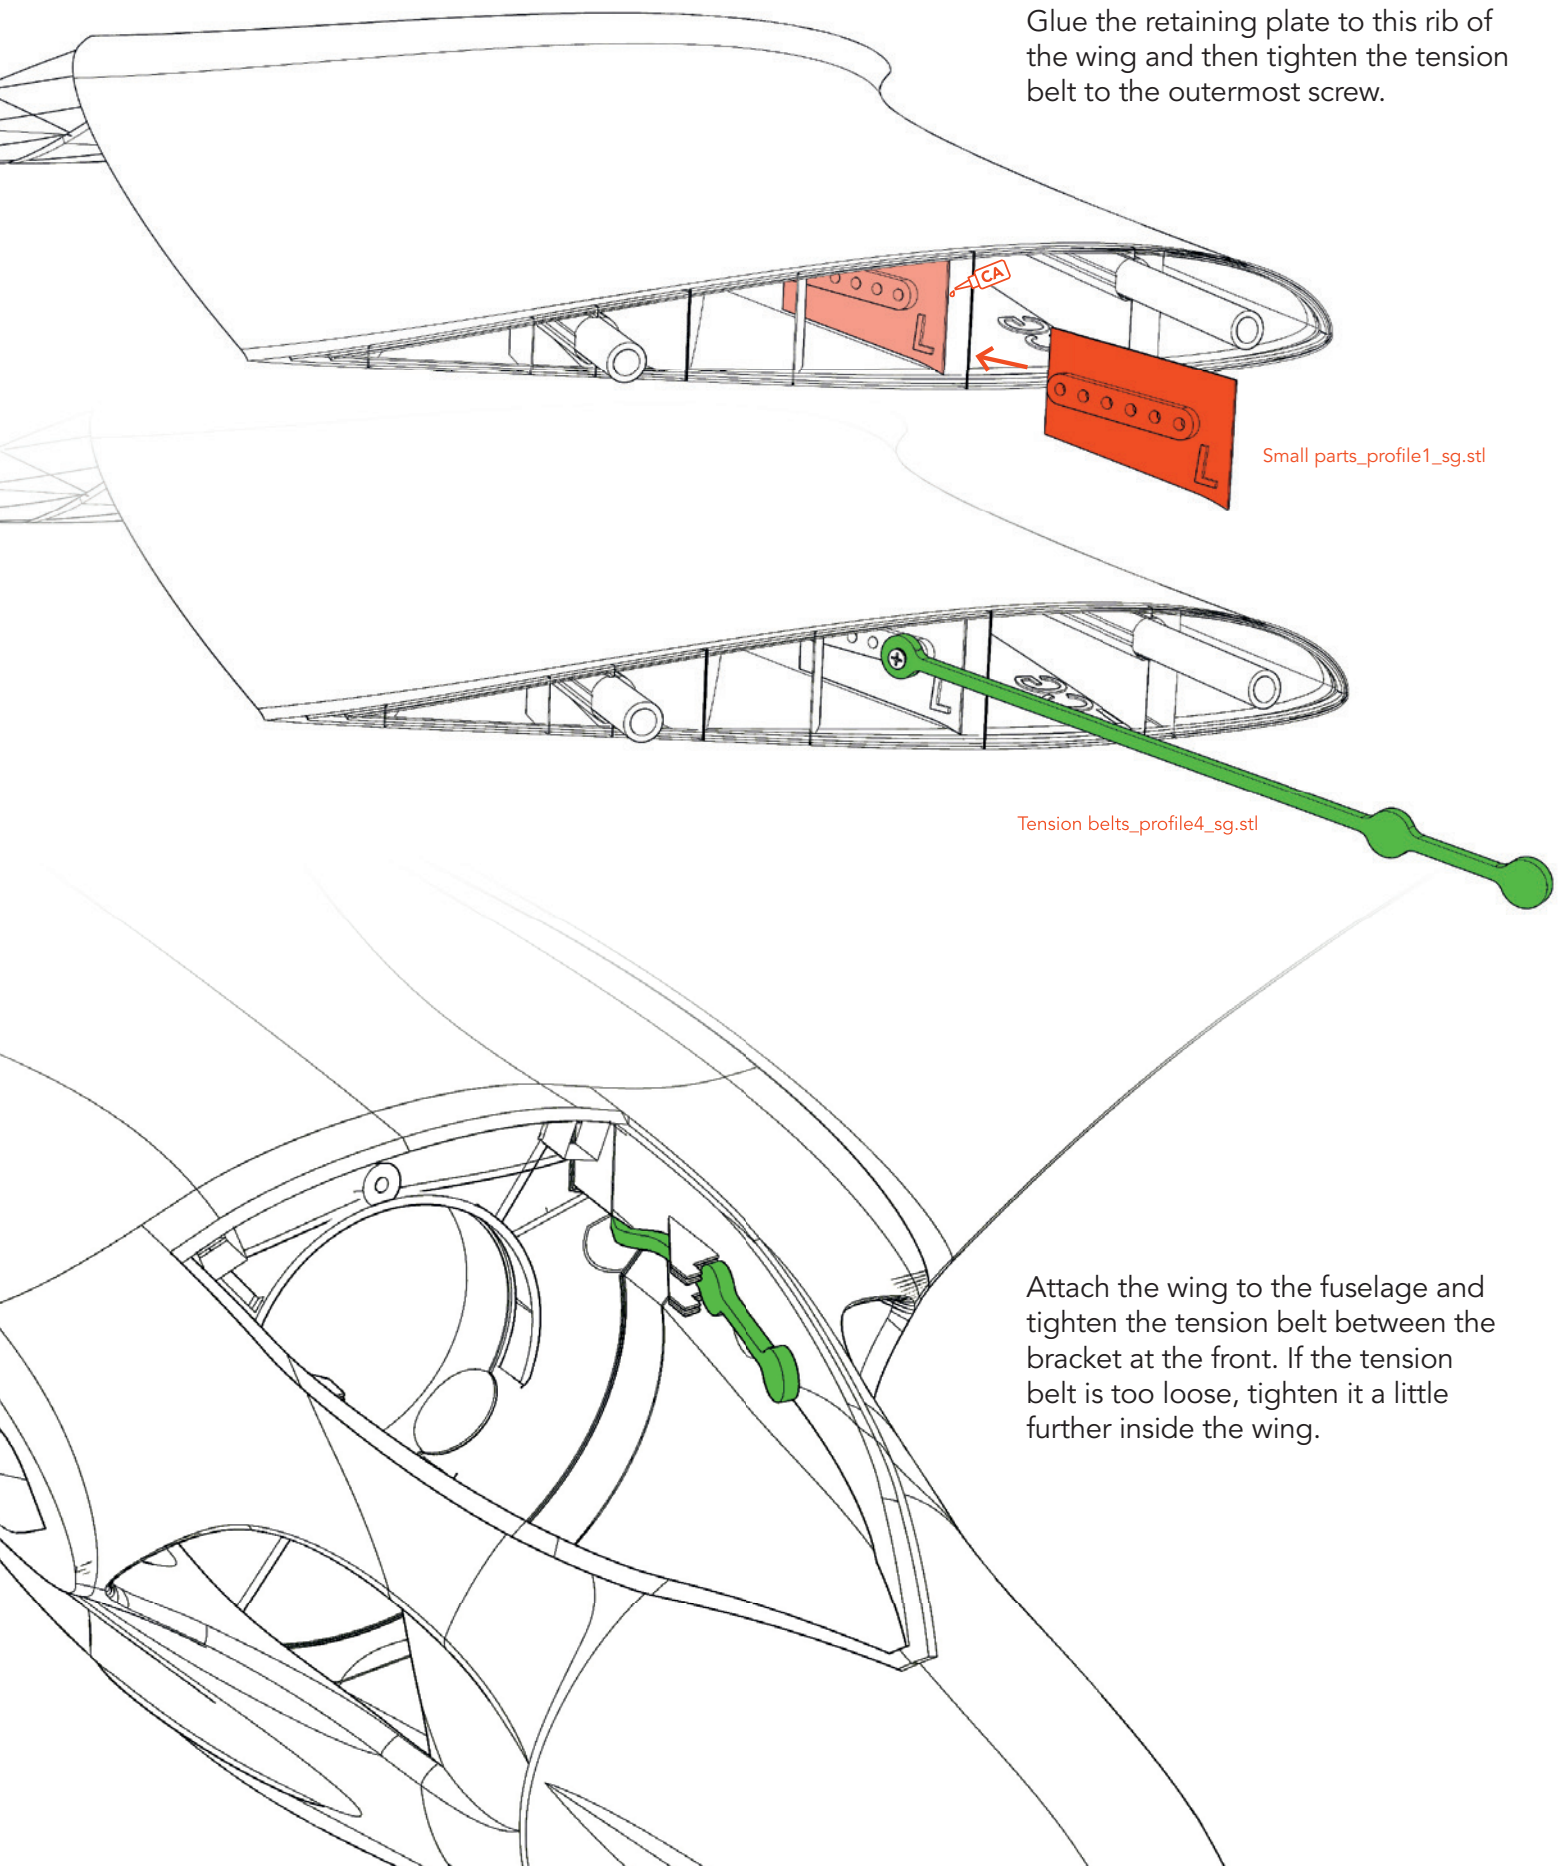 Glue the retaining plate to this rib of
the wing and then tighten the tension
belt to the outermost screw.
CA
L
L
Small parts_profile1_sg.stl
L
Tension belts_profile4_sg.stl
Attach the wing to the fuselage and
tighten the tension belt between the
bracket at the front. If the tension
belt is too loose, tighten it a little
further inside the wing.